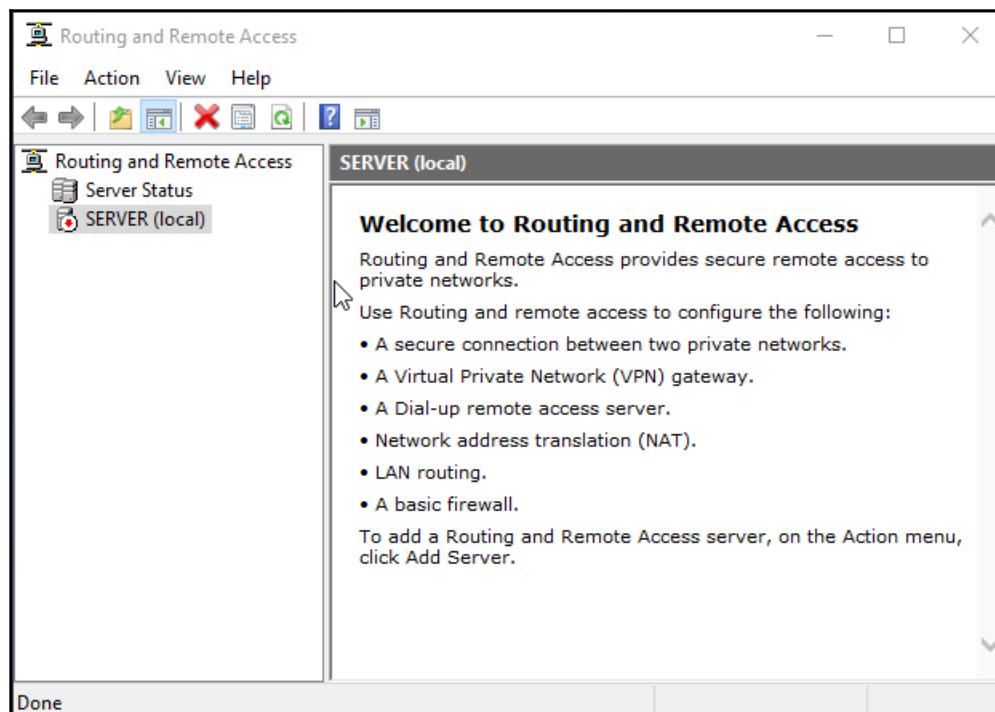 Routing and Remote Access
File Action View Help
Routing and Remote Access
Server Status
SERVER (local)
SERVER (local)
Welcome to Routing and Remote Access
Routing and Remote Access provides secure remote access to
private networks.
Use Routing and remote access to configure the following:
• A secure connection between two private networks.
• A Virtual Private Network (VPN) gateway.
• A Dial-up remote access server.
• Network address translation (NAT).
• LAN routing.
• A basic firewall.
To add a Routing and Remote Access server, on the Action menu,
click Add Server.
Done